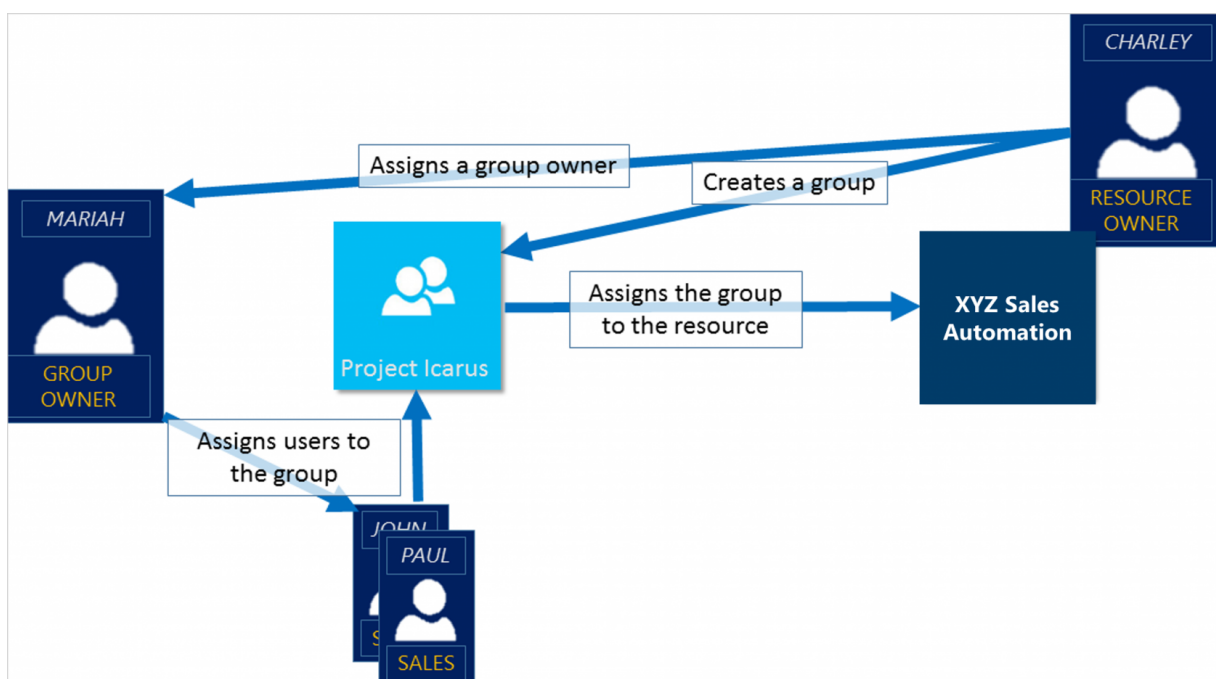 CHARLEY
RESOURCE
OWNER
Assigns a group owner
Creates a group
MARIAH
GROUP
OWNER
Project Icarus
Assigns the group
to the resource
XYZ Sales
Automation
Assigns users to
the group
JOHN
PAUL
SALES